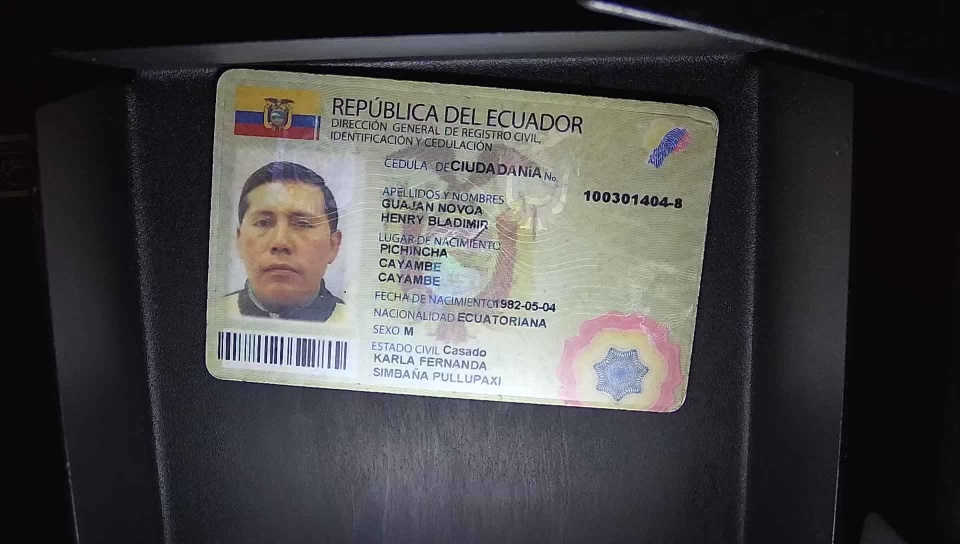 REPÚBLICA DEL ECUADOR
DIRECCIÓN GENERAL DE REGISTRO CIVIL,
IDENTIFICACIÓN Y CEDULACIÓN
CÉDULA DE CIUDADANÍA No. 100301404-8
APELLIDOS Y NOMBRES
GUAJAN NOVOA
HENRY BLADIMIR
LUGAR DE NACIMIENTO
PICHINCHA
CAYAMBE
CAYAMBE
FECHA DE NACIMIENTO 1982-05-04
NACIONALIDAD ECUATORIANA
SEXO M
ESTADO CIVIL Casado
KARLA FERNANDA
SIMBAÑA PULLUPAXI